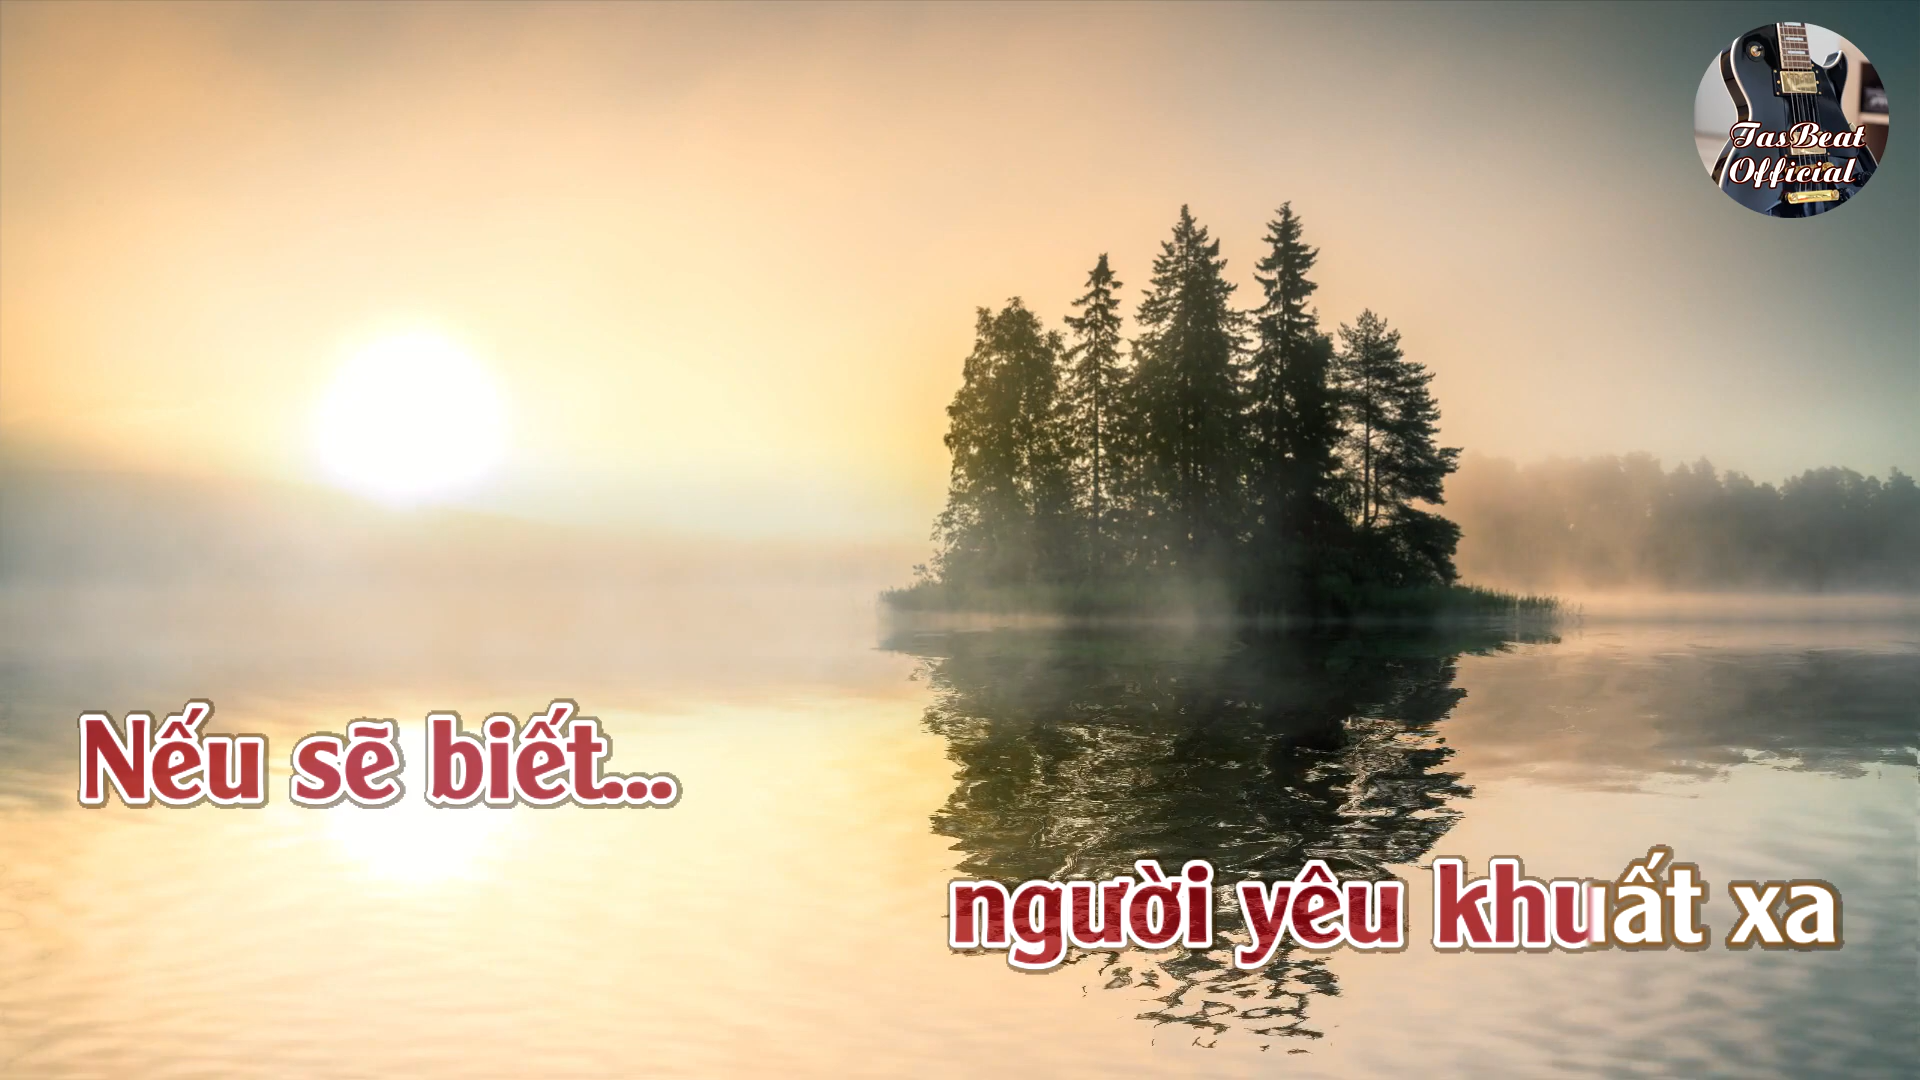 TasBeat
Official
Nếu sẽ biết...
người yêu khuất xa